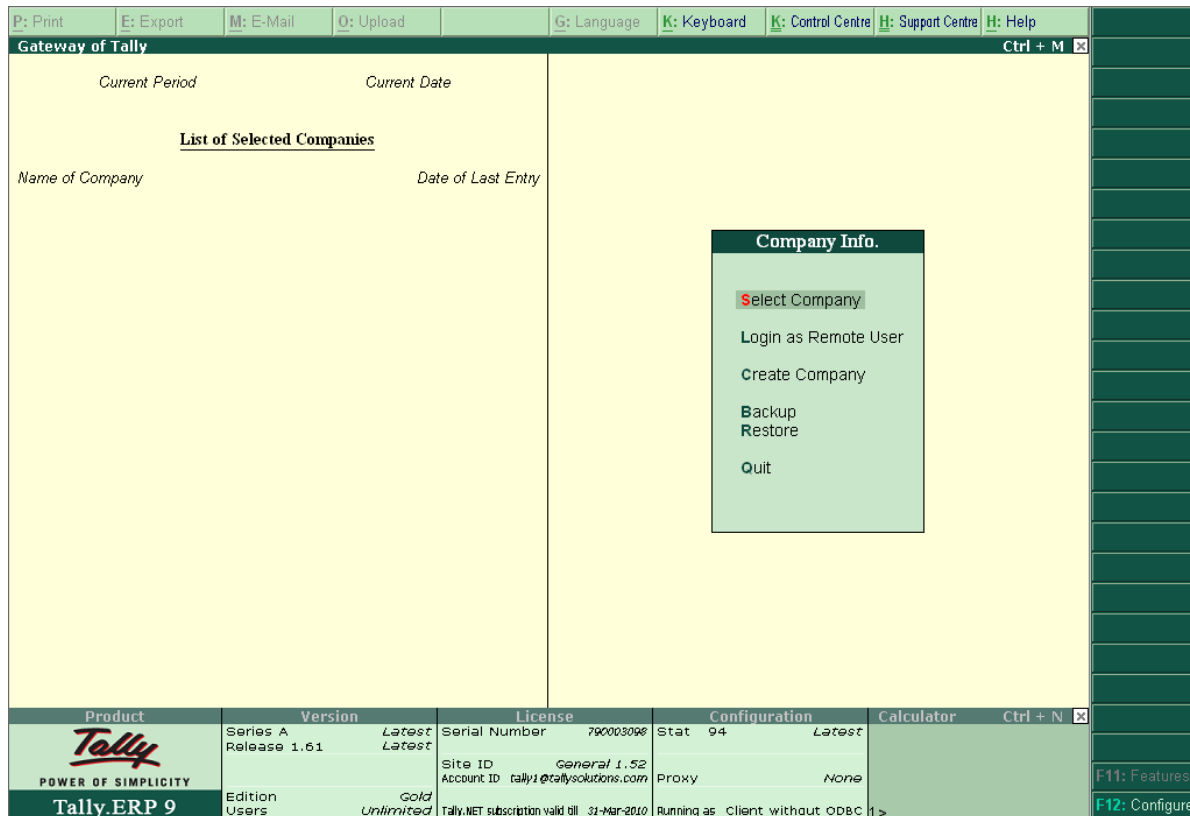 P: Print E: Export M: E-Mail O: Upload G: Language K: Keyboard K: Control Centre H: Support Centre H: Help
Gateway of Tally Ctrl + M
Current Period Current Date
List of Selected Companies
Name of Company Date of Last Entry
Company Info.
Select Company
Login as Remote User
Create Company
Backup
Restore
Quit
Product Version License Configuration Calculator Ctrl + N
Tally
POWER OF SIMPLICITY
Tally.ERP 9
Series A Latest
Release 1.61 Latest
Edition Gold
Users Unlimited
Serial Number 790003098
Site ID General 1.52
Account ID tally1@tallysolutions.com
Tally.NET subscription valid till 31-Mar-2010
Stat 94 Latest
Proxy None
Running as Client without ODBC
1>
F11: Features
F12: Configure